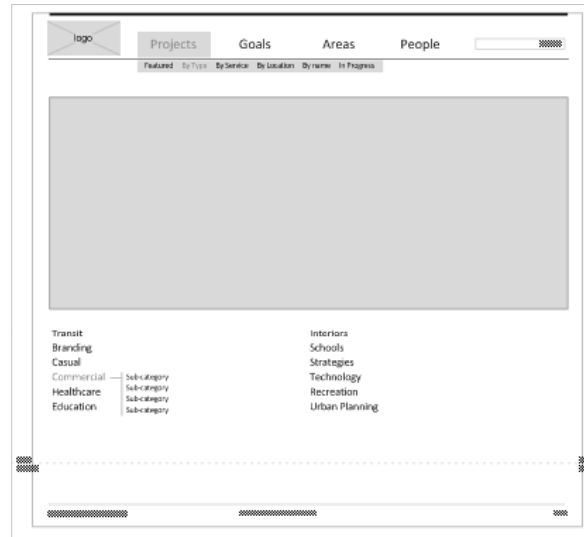 logo
Projects Goals Areas People
Featured By Type By Service By Location By name In Progress
Transit
Branding
Casual
Commercial
Healthcare
Education
Sub-category
Sub-category
Sub-category
Sub-category
Interiors
Schools
Strategies
Technology
Recreation
Urban Planning